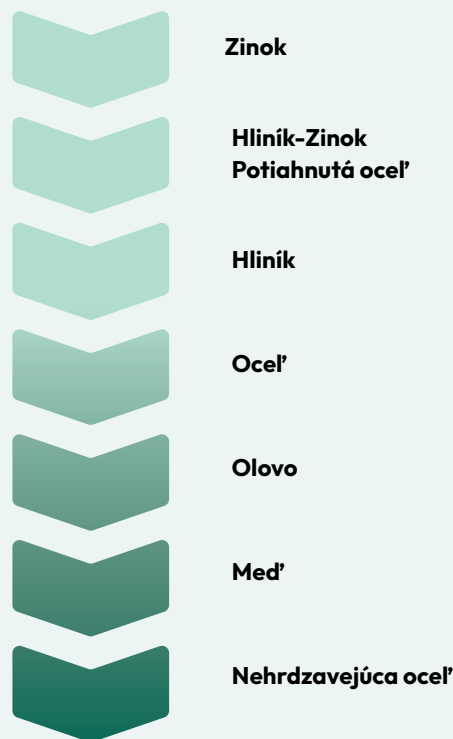 Zinok
Hliník-Zinok
Potiahnutá oceľ
Hliník
Oceľ
Olovo
Meď
Nehrdzavejúca oceľ